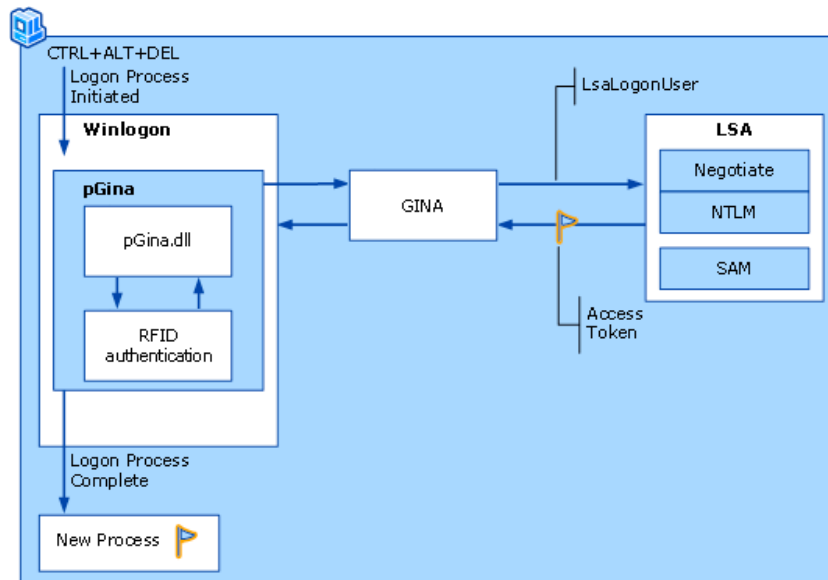 CTRL+ALT+DEL
Logon Process
Initiated
LsaLogonUser
Winlogon
LSA
pGina
Negotiate
pGina.dll
GINA
NTLM
SAM
RFID
authentication
Access
Token
Logon Process
Complete
New Process